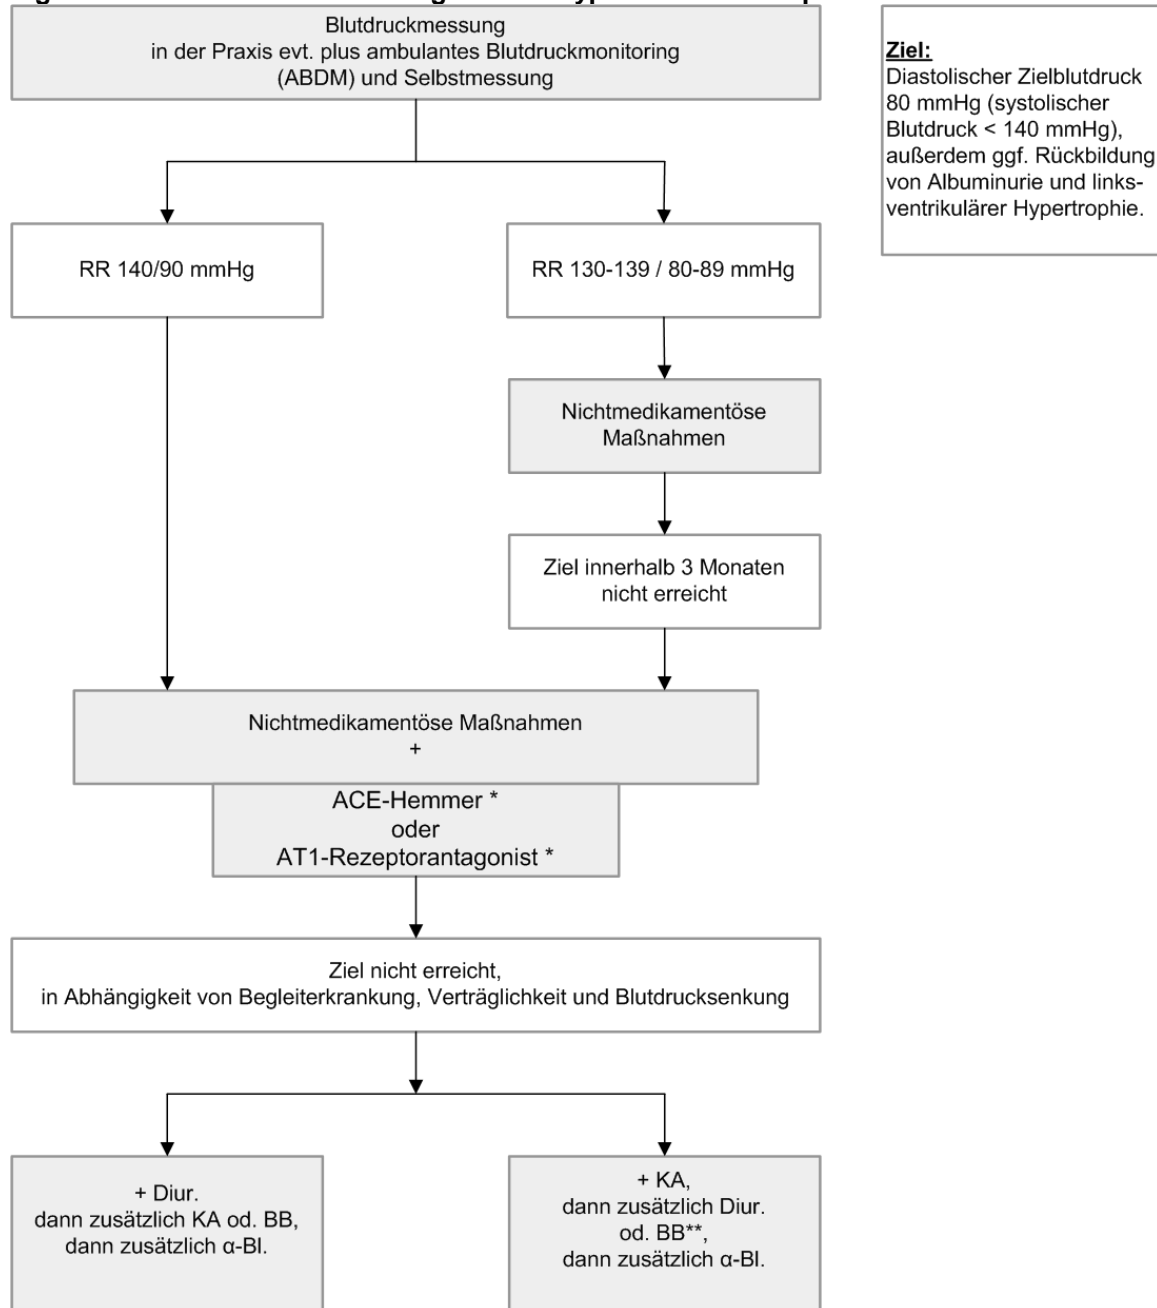 Blutdruckmessung
in der Praxis evt. plus ambulantes Blutdruckmonitoring
(ABDM) und Selbstmessung
Ziel:
Diastolischer Zielblutdruck
80 mmHg (systolischer
Blutdruck < 140 mmHg),
außerdem ggf. Rückbildung
von Albuminurie und links-
ventrikulärer Hypertrophie.
RR 140/90 mmHg
RR 130-139 / 80-89 mmHg
Nichtmedikamentöse
Maßnahmen
Ziel innerhalb 3 Monaten
nicht erreicht
Nichtmedikamentöse Maßnahmen
+
ACE-Hemmer *
oder
AT1-Rezeptorantagonist *
Ziel nicht erreicht,
in Abhängigkeit von Begleiterkrankung, Verträglichkeit und Blutdrucksenkung
+ Diur.
dann zusätzlich KA od. BB,
dann zusätzlich α-Bl.
+ KA,
dann zusätzlich Diur.
od. BB**,
dann zusätzlich α-Bl.